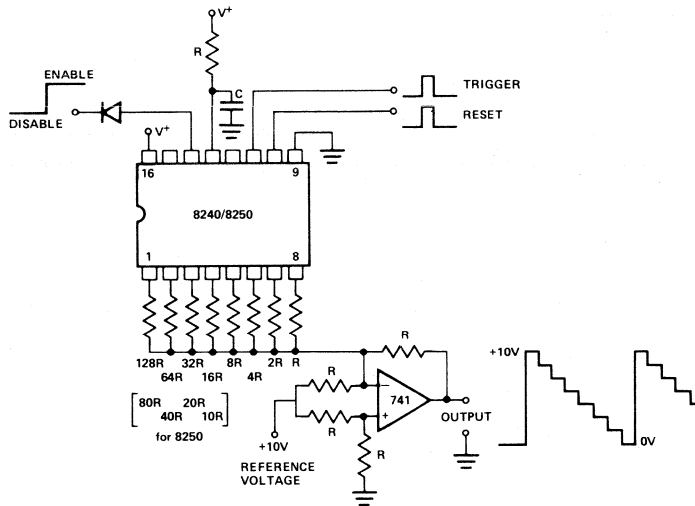 V+
R
C
ENABLE
DISABLE
TRIGGER
RESET
V+
16
9
8240/8250
1
8
128R
64R
32R
16R
8R
4R
2R
R
80R 20R
40R 10R
for 8250
R
R
R
R
−
+
741
OUTPUT
+10V
REFERENCE
VOLTAGE
+10V
0V